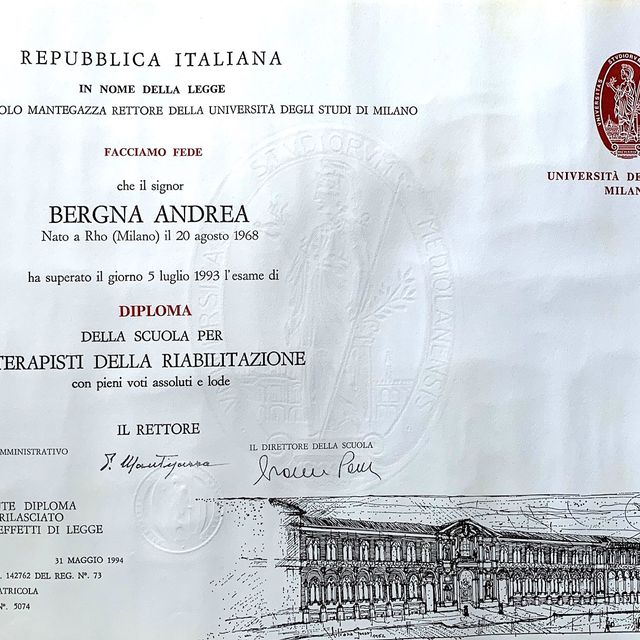 REPUBBLICA ITALIANA
IN NOME DELLA LEGGE
OLO MANTEGAZZA RETTORE DELLA UNIVERSITÀ DEGLI STUDI DI MILANO
FACCIAMO FEDE
che il signor
BERGNA ANDREA
Nato a Rho (Milano) il 20 agosto 1968
ha superato il giorno 5 luglio 1993 l'esame di
DIPLOMA
DELLA SCUOLA PER
TERAPISTI DELLA RIABILITAZIONE
con pieni voti assoluti e lode
IL RETTORE
MMINISTRATIVO
IL DIRETTORE DELLA SCUOLA
P. Mantegazza
NTE DIPLOMA
RILASCIATO
EFFETTI DI LEGGE
31 MAGGIO 1994
. 142762 DEL REG. N°. 73
ATRICOLA
N°. 5074
UNIVERSITÀ DE
MILAN